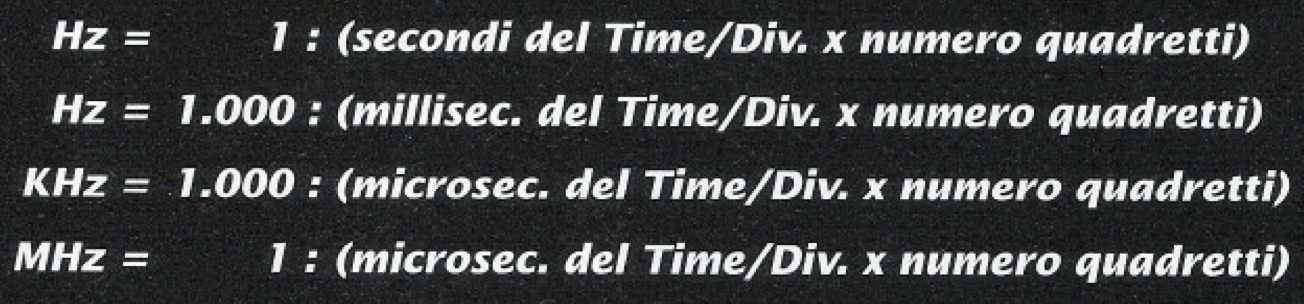 Hz = 1 : (secondi del Time/Div. x numero quadretti)
Hz = 1.000 : (millisec. del Time/Div. x numero quadretti)
KHz = 1.000 : (microsec. del Time/Div. x numero quadretti)
MHz = 1 : (microsec. del Time/Div. x numero quadretti)